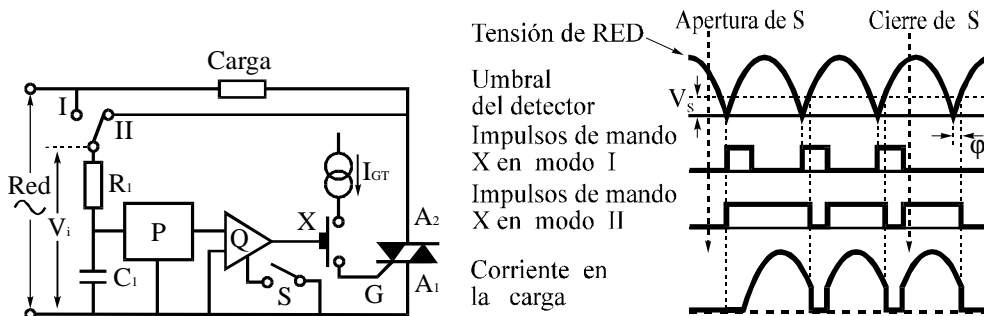 Carga
I
II
Red
V i
R1
C1
P
Q
S
X
IGT
G
A2
A1
Apertura de S
Cierre de S
Tensión de RED
Umbral
del detector
VS
Impulsos de mando
X en modo I
φ
Impulsos de mando
X en modo II
Corriente en
la carga